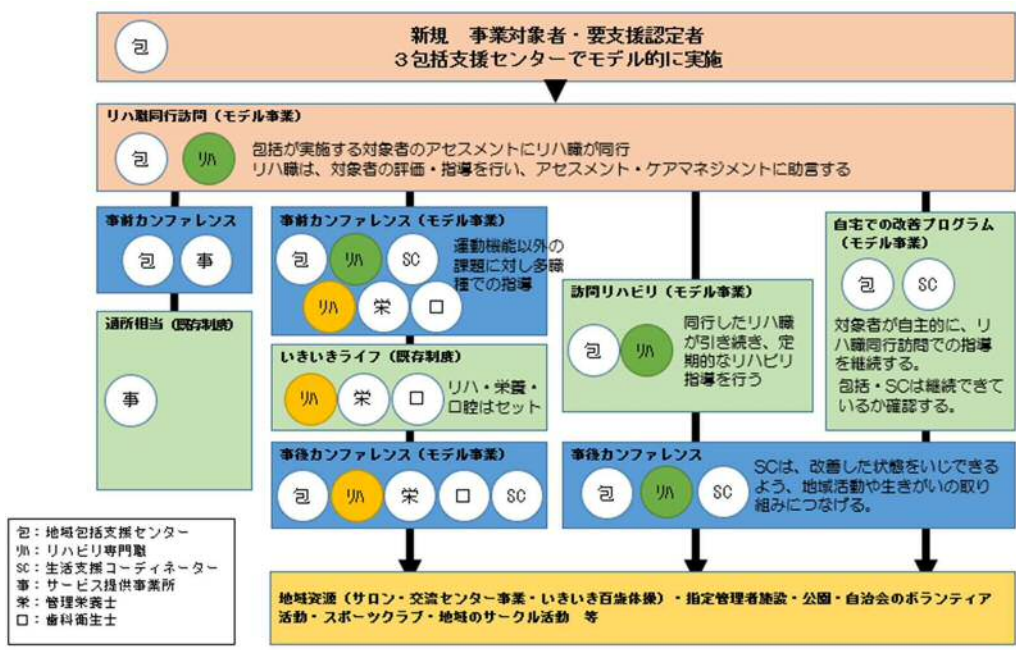 包
新規　事業対象者・要支援認定者
３包括支援センターでモデル的に実施
リハ職同行訪問（モデル事業）
包
リハ
包括が実施する対象者のアセスメントにリハ職が同行
リハ職は、対象者の評価・指導を行い、アセスメント・ケアマネジメントに助言する
事前カンファレンス
包
事
通所相当（既存制度）
事
事前カンファレンス（モデル事業）
包
リハ
SC
リハ
栄
口
運動機能以外の
課題に対し多職
種での指導
いきいきライフ（既存制度）
リハ
栄
口
リハ・栄養・
口腔はセット
事後カンファレンス（モデル事業）
包
リハ
栄
口
SC
訪問リハビリ（モデル事業）
包
リハ
同行したリハ職
が引き続き、定
期的なリハビリ
指導を行う
自宅での改善プログラム
（モデル事業）
包
SC
対象者が自主的に、リ
ハ職同行訪問での指導
を継続する。
包括・SCは継続できて
いるか確認する。
事後カンファレンス
包
リハ
SC
SCは、改善した状態をいじできる
よう、地域活動や生きがいの取り
組みにつなげる。
包：地域包括支援センター
リハ：リハビリ専門職
SC：生活支援コーディネーター
事：サービス提供事業所
栄：管理栄養士
口：歯科衛生士
地域資源（サロン・交流センター事業・いきいき百歳体操）・指定管理者施設・公園・自治会のボランティア
活動・スポーツクラブ・地域のサークル活動　等